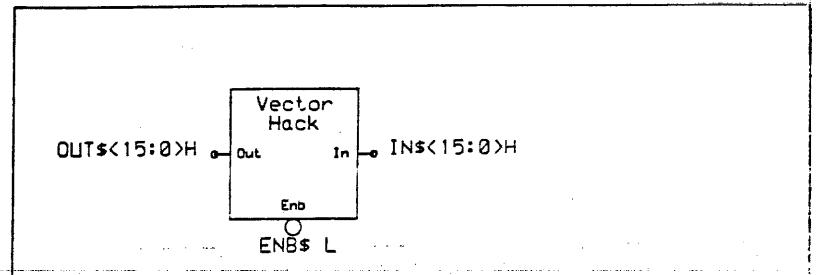 Vector
Hack
OUT$<15:0>H Out In IN$<15:0>H
Enb
ENB$ L